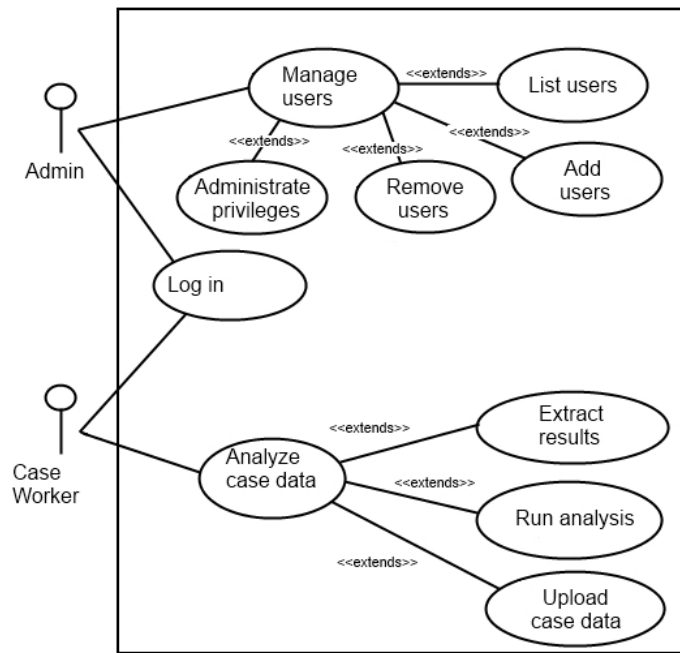 Manage
users
<<extends>>
List users
Admin
<<extends>>
<<extends>>
<<extends>>
Administrate
privileges
Remove
users
Add
users
Log in
Case
Worker
Analyze
case data
<<extends>>
Extract
results
<<extends>>
Run analysis
<<extends>>
Upload
case data